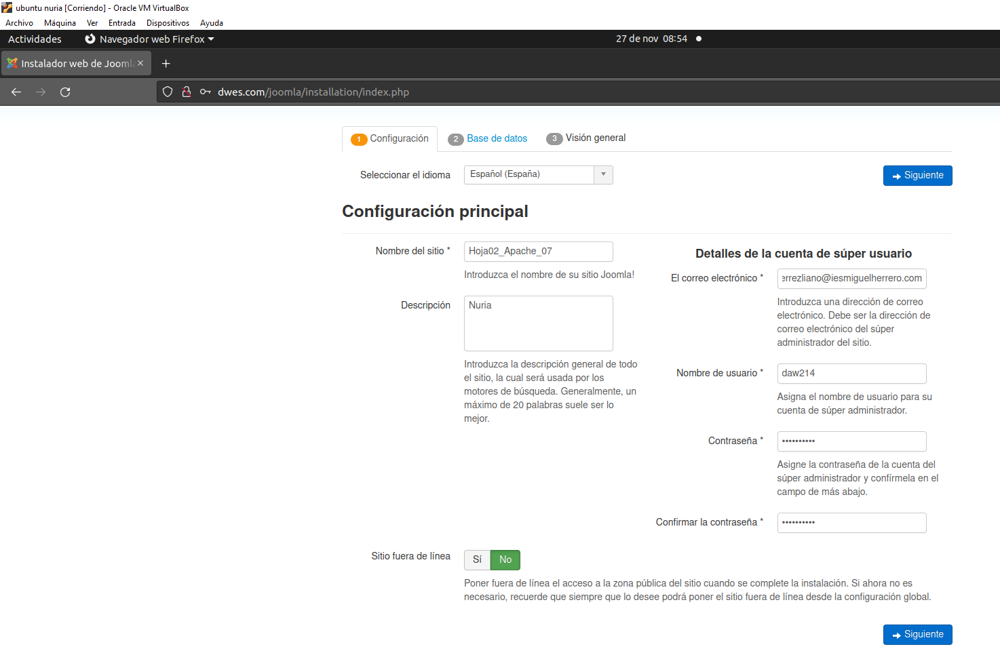 ubuntu nuria [Corriendo] - Oracle VM VirtualBox
Archivo Máquina Ver Entrada Dispositivos Ayuda
Actividades Navegador web Firefox 27 de nov 08:54
Instalador web de Jooml
dwes.com/joomla/installation/index.php
1 Configuración 2 Base de datos 3 Visión general
Seleccionar el idioma Español (España) Siguiente
Configuración principal
Nombre del sitio * Hoja02_Apache_07
Introduzca el nombre de su sitio Joomla!
Descripción Nuria
Introduzca la descripción general de todo
el sitio, la cual será usada por los
motores de búsqueda. Generalmente, un
máximo de 20 palabras suele ser lo
mejor.
Detalles de la cuenta de súper usuario
El correo electrónico * errezliano@iesmiguelherrero.com
Introduzca una dirección de correo
electrónico. Debe ser la dirección de
correo electrónico del súper
administrador del sitio.
Nombre de usuario * daw214
Asigna el nombre de usuario para su
cuenta de súper administrador.
Contraseña * ••••••••••
Asigne la contraseña de la cuenta del
súper administrador y confírmela en el
campo de más abajo.
Confirmar la contraseña * ••••••••••
Sitio fuera de línea Sí No
Poner fuera de línea el acceso a la zona pública del sitio cuando se complete la instalación. Si ahora no es
necesario, recuerde que siempre que lo desee podrá poner el sitio fuera de línea desde la configuración global.
Siguiente